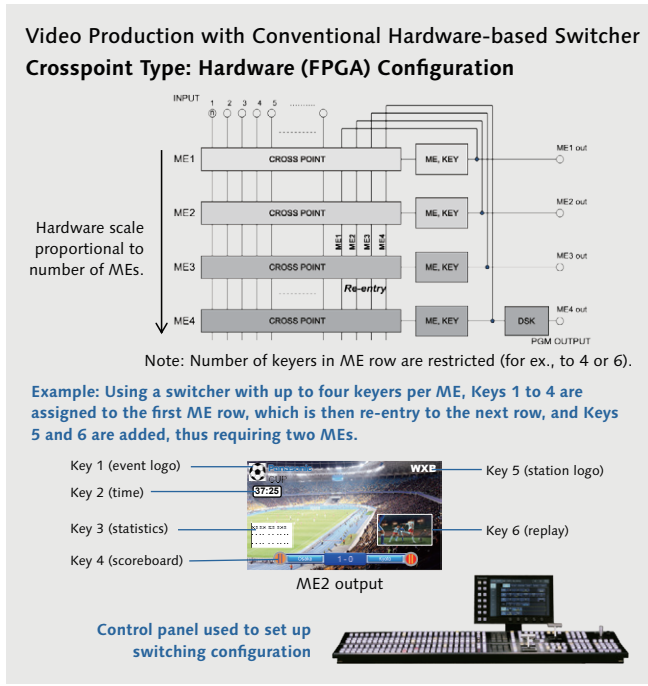 Video Production with Conventional Hardware-based Switcher
Crosspoint Type: Hardware (FPGA) Configuration
INPUT
1 2 3 4 5 ..........
ME1
CROSS POINT
ME, KEY
ME1 out
ME2
CROSS POINT
ME, KEY
ME2 out
Hardware scale
proportional to
number of MEs.
ME1
ME2
ME3
ME4
ME3
CROSS POINT
ME, KEY
ME3 out
Re-entry
ME4
CROSS POINT
ME, KEY
DSK
ME4 out
PGM OUTPUT
Note: Number of keyers in ME row are restricted (for ex., to 4 or 6).
Example: Using a switcher with up to four keyers per ME, Keys 1 to 4 are
assigned to the first ME row, which is then re-entry to the next row, and Keys
5 and 6 are added, thus requiring two MEs.
Key 1 (event logo)
CUP
WXB
Key 5 (station logo)
Key 2 (time)
37:25
Key 3 (statistics)
Key 6 (replay)
Key 4 (scoreboard)
1 - 0
ME2 output
Control panel used to set up
switching configuration